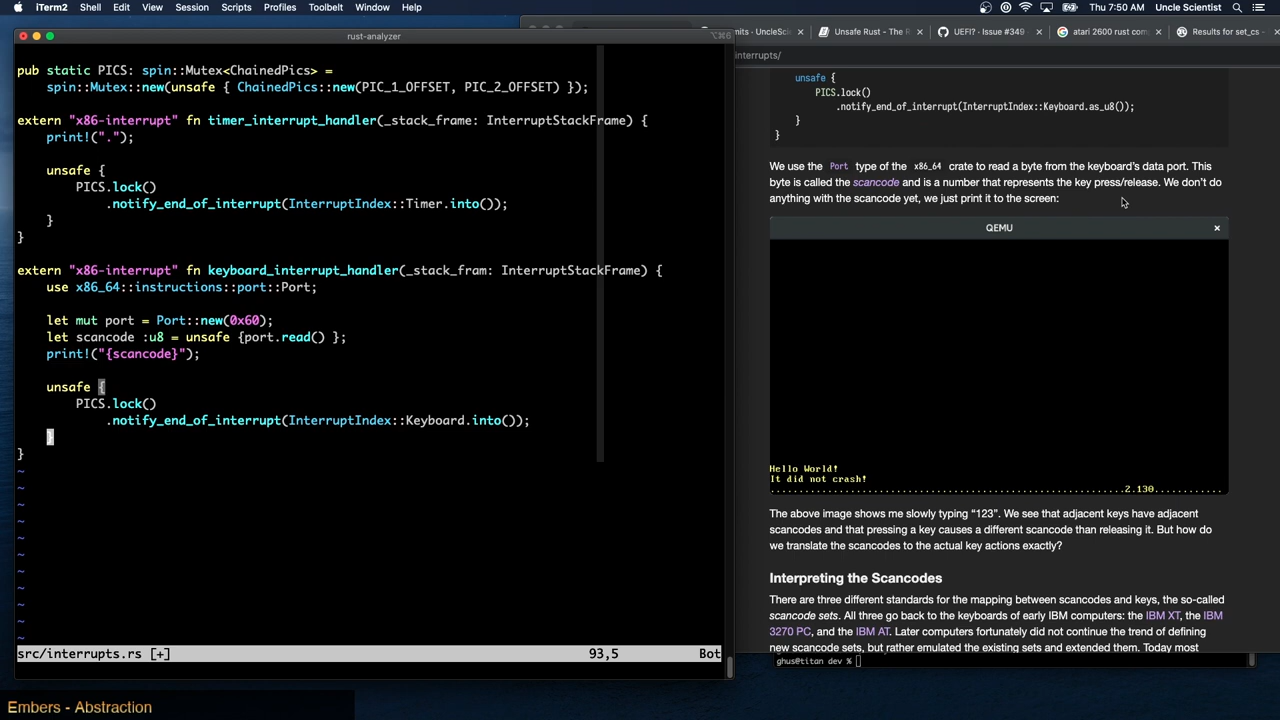 iTerm2 Shell Edit View Session Scripts Profiles Toolbelt Window Help
Thu 7:50 AM Uncle Scientist
rust-analyzer
⌥⌘6
mits · UncleSci
Unsafe Rust - The R
UEFI? · Issue #349
atari 2600 rust com
Results for set_cs -
interrupts/
pub static PICS: spin::Mutex<ChainedPics> =
    spin::Mutex::new(unsafe { ChainedPics::new(PIC_1_OFFSET, PIC_2_OFFSET) });
extern "x86-interrupt" fn timer_interrupt_handler(_stack_frame: InterruptStackFrame) {
    print!(".");
    unsafe {
        PICS.lock()
            .notify_end_of_interrupt(InterruptIndex::Timer.into());
    }
}
extern "x86-interrupt" fn keyboard_interrupt_handler(_stack_fram: InterruptStackFrame) {
    use x86_64::instructions::port::Port;
    let mut port = Port::new(0x60);
    let scancode :u8 = unsafe {port.read() };
    print!("{scancode}");
    unsafe {
        PICS.lock()
            .notify_end_of_interrupt(InterruptIndex::Keyboard.into());
    }
}
~
~
~
~
~
~
~
~
~
~
~
src/interrupts.rs [+] 93,5 Bot
unsafe {
    PICS.lock()
        .notify_end_of_interrupt(InterruptIndex::Keyboard.as_u8());
    }
}
We use the Port type of the x86_64 crate to read a byte from the keyboard's data port. This
byte is called the scancode and is a number that represents the key press/release. We don't do
anything with the scancode yet, we just print it to the screen:
QEMU ×
Hello World!
It did not crash!
................................................................2.130............
The above image shows me slowly typing “123”. We see that adjacent keys have adjacent
scancodes and that pressing a key causes a different scancode than releasing it. But how do
we translate the scancodes to the actual key actions exactly?
Interpreting the Scancodes
There are three different standards for the mapping between scancodes and keys, the so-called
scancode sets. All three go back to the keyboards of early IBM computers: the IBM XT, the IBM
3270 PC, and the IBM AT. Later computers fortunately did not continue the trend of defining
new scancode sets, but rather emulated the existing sets and extended them. Today most
ghus@titan dev %
Embers - Abstraction